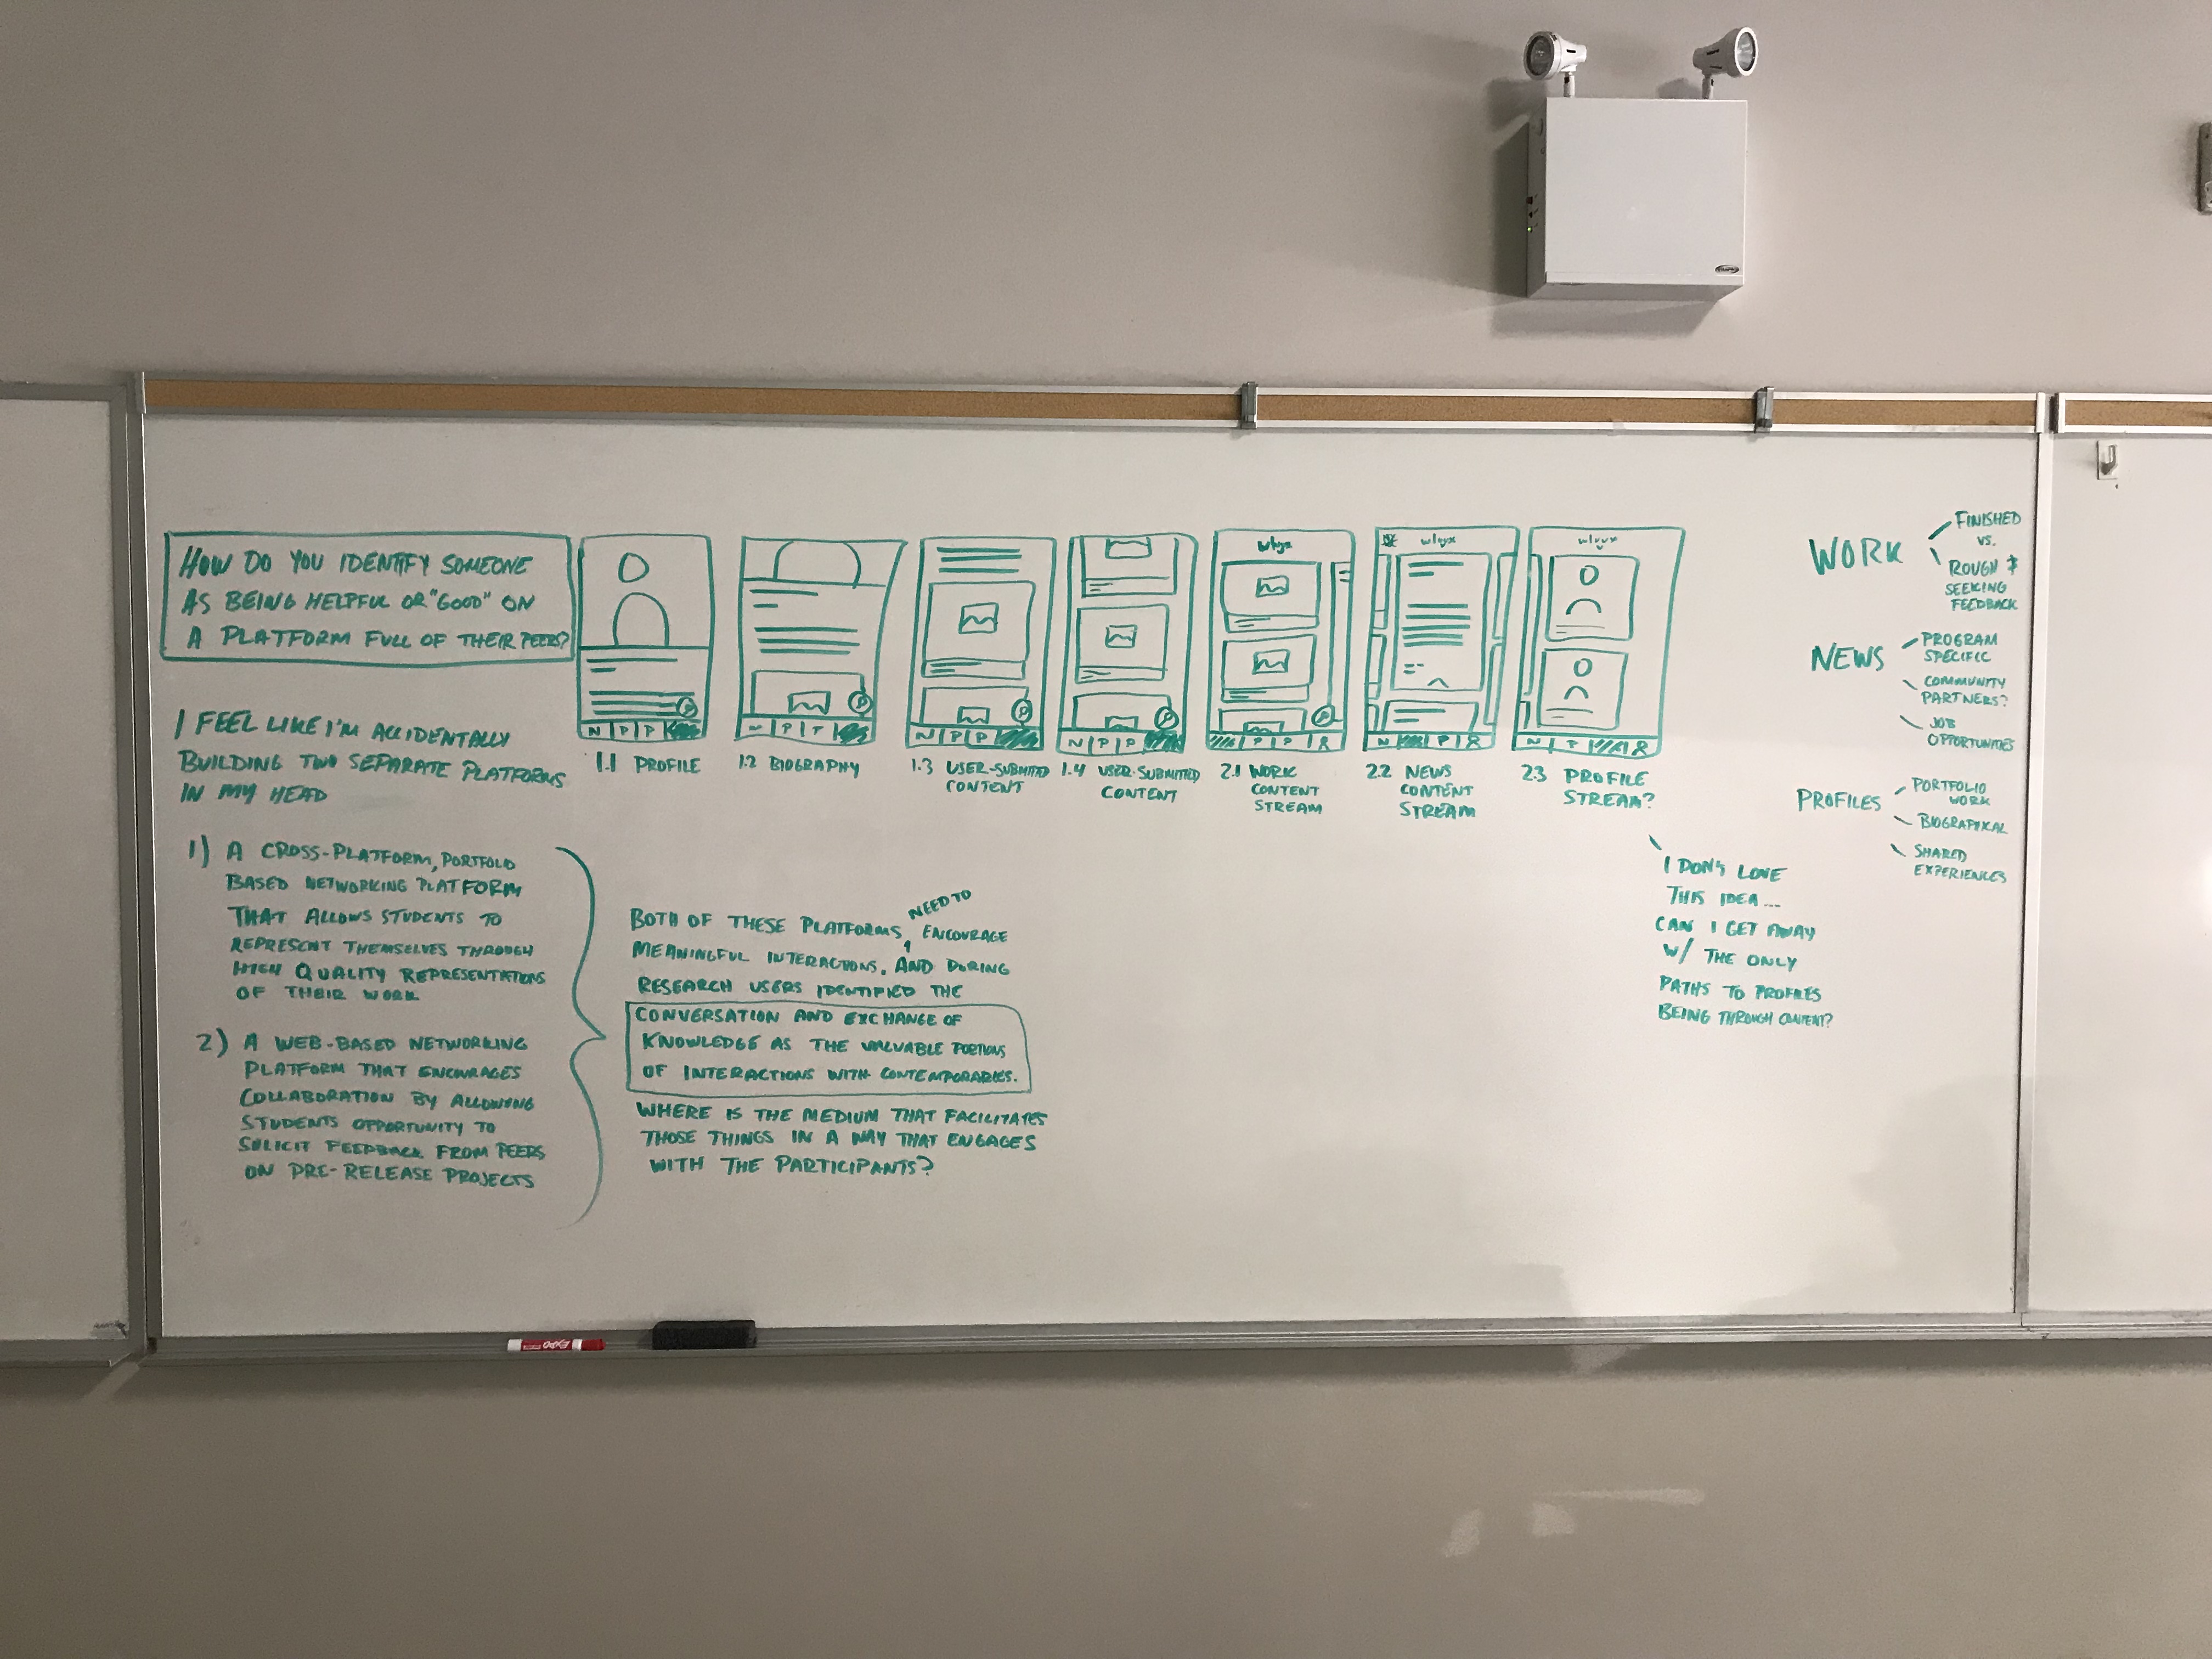 HOW DO YOU IDENTIFY SOMEONE
AS BEING HELPFUL OR "GOOD" ON
A PLATFORM FULL OF THEIR PEERS?
I FEEL LIKE I'M ACCIDENTALLY
BUILDING TWO SEPARATE PLATFORMS
IN MY HEAD
1) A CROSS-PLATFORM, PORTFOLIO
BASED NETWORKING PLATFORM
THAT ALLOWS STUDENTS TO
REPRESENT THEMSELVES THROUGH
HIGH QUALITY REPRESENTATIONS
OF THEIR WORK
2) A WEB-BASED NETWORKING
PLATFORM THAT ENCOURAGES
COLLABORATION BY ALLOWING
STUDENTS OPPORTUNITY TO
SOLICIT FEEDBACK FROM PEERS
ON PRE-RELEASE PROJECTS
NEED TO
BOTH OF THESE PLATFORMS ENCOURAGE
MEANINGFUL INTERACTIONS. AND DURING
RESEARCH USERS IDENTIFIED THE
CONVERSATION AND EXCHANGE OF
KNOWLEDGE AS THE VALUABLE PORTIONS
OF INTERACTIONS WITH CONTEMPORARIES.
WHERE IS THE MEDIUM THAT FACILITATES
THOSE THINGS IN A WAY THAT ENGAGES
WITH THE PARTICIPANTS?
N P P
1.1 PROFILE
1.2 BIOGRAPHY
N P P
1.3 USER-SUBMITTED
CONTENT
N P P
1.4 USER-SUBMITTED
CONTENT
P P
2.1 WORK
CONTENT
STREAM
N P
2.2 NEWS
CONTENT
STREAM
N P
2.3 PROFILE
STREAM?
I DON'T LOVE
THIS IDEA...
CAN I GET AWAY
W/ THE ONLY
PATHS TO PROFILES
BEING THROUGH CONTENT?
WORK
FINISHED
VS.
ROUGH &
SEEKING
FEEDBACK
NEWS
PROGRAM
SPECIFIC
COMMUNITY
PARTNERS?
JOB
OPPORTUNITIES
PROFILES
PORTFOLIO
WORK
BIOGRAPHICAL
SHARED
EXPERIENCES
EXPO